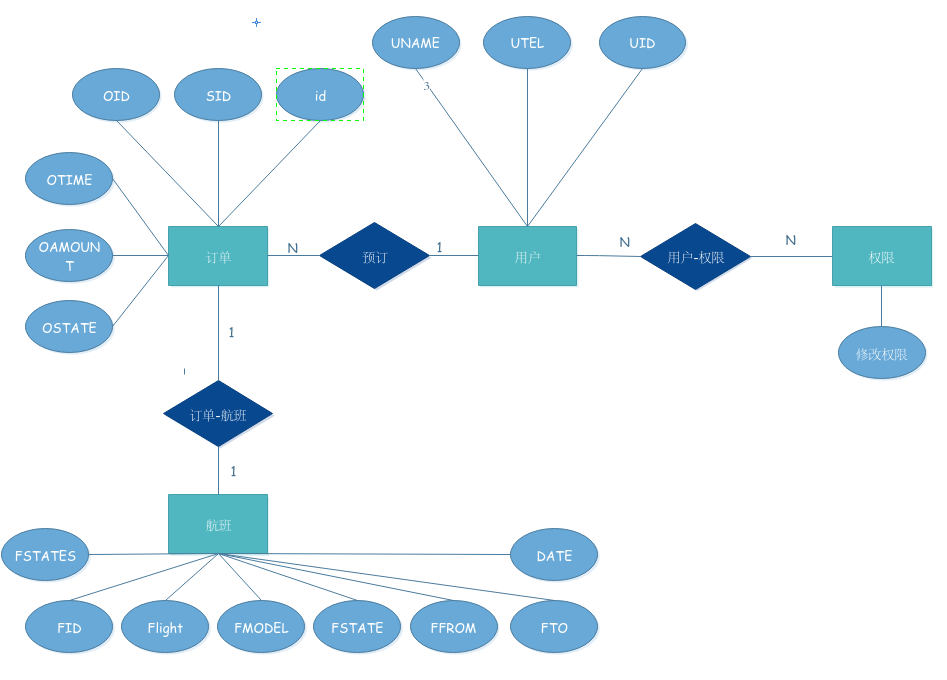 UNAME
UTEL
UID
3
OID
SID
id
OTIME
OAMOUN
T
OSTATE
订单
N
预订
1
用户
N
用户-权限
N
权限
修改权限
1
订单-航班
1
航班
FSTATES
DATE
FID
Flight
FMODEL
FSTATE
FFROM
FTO